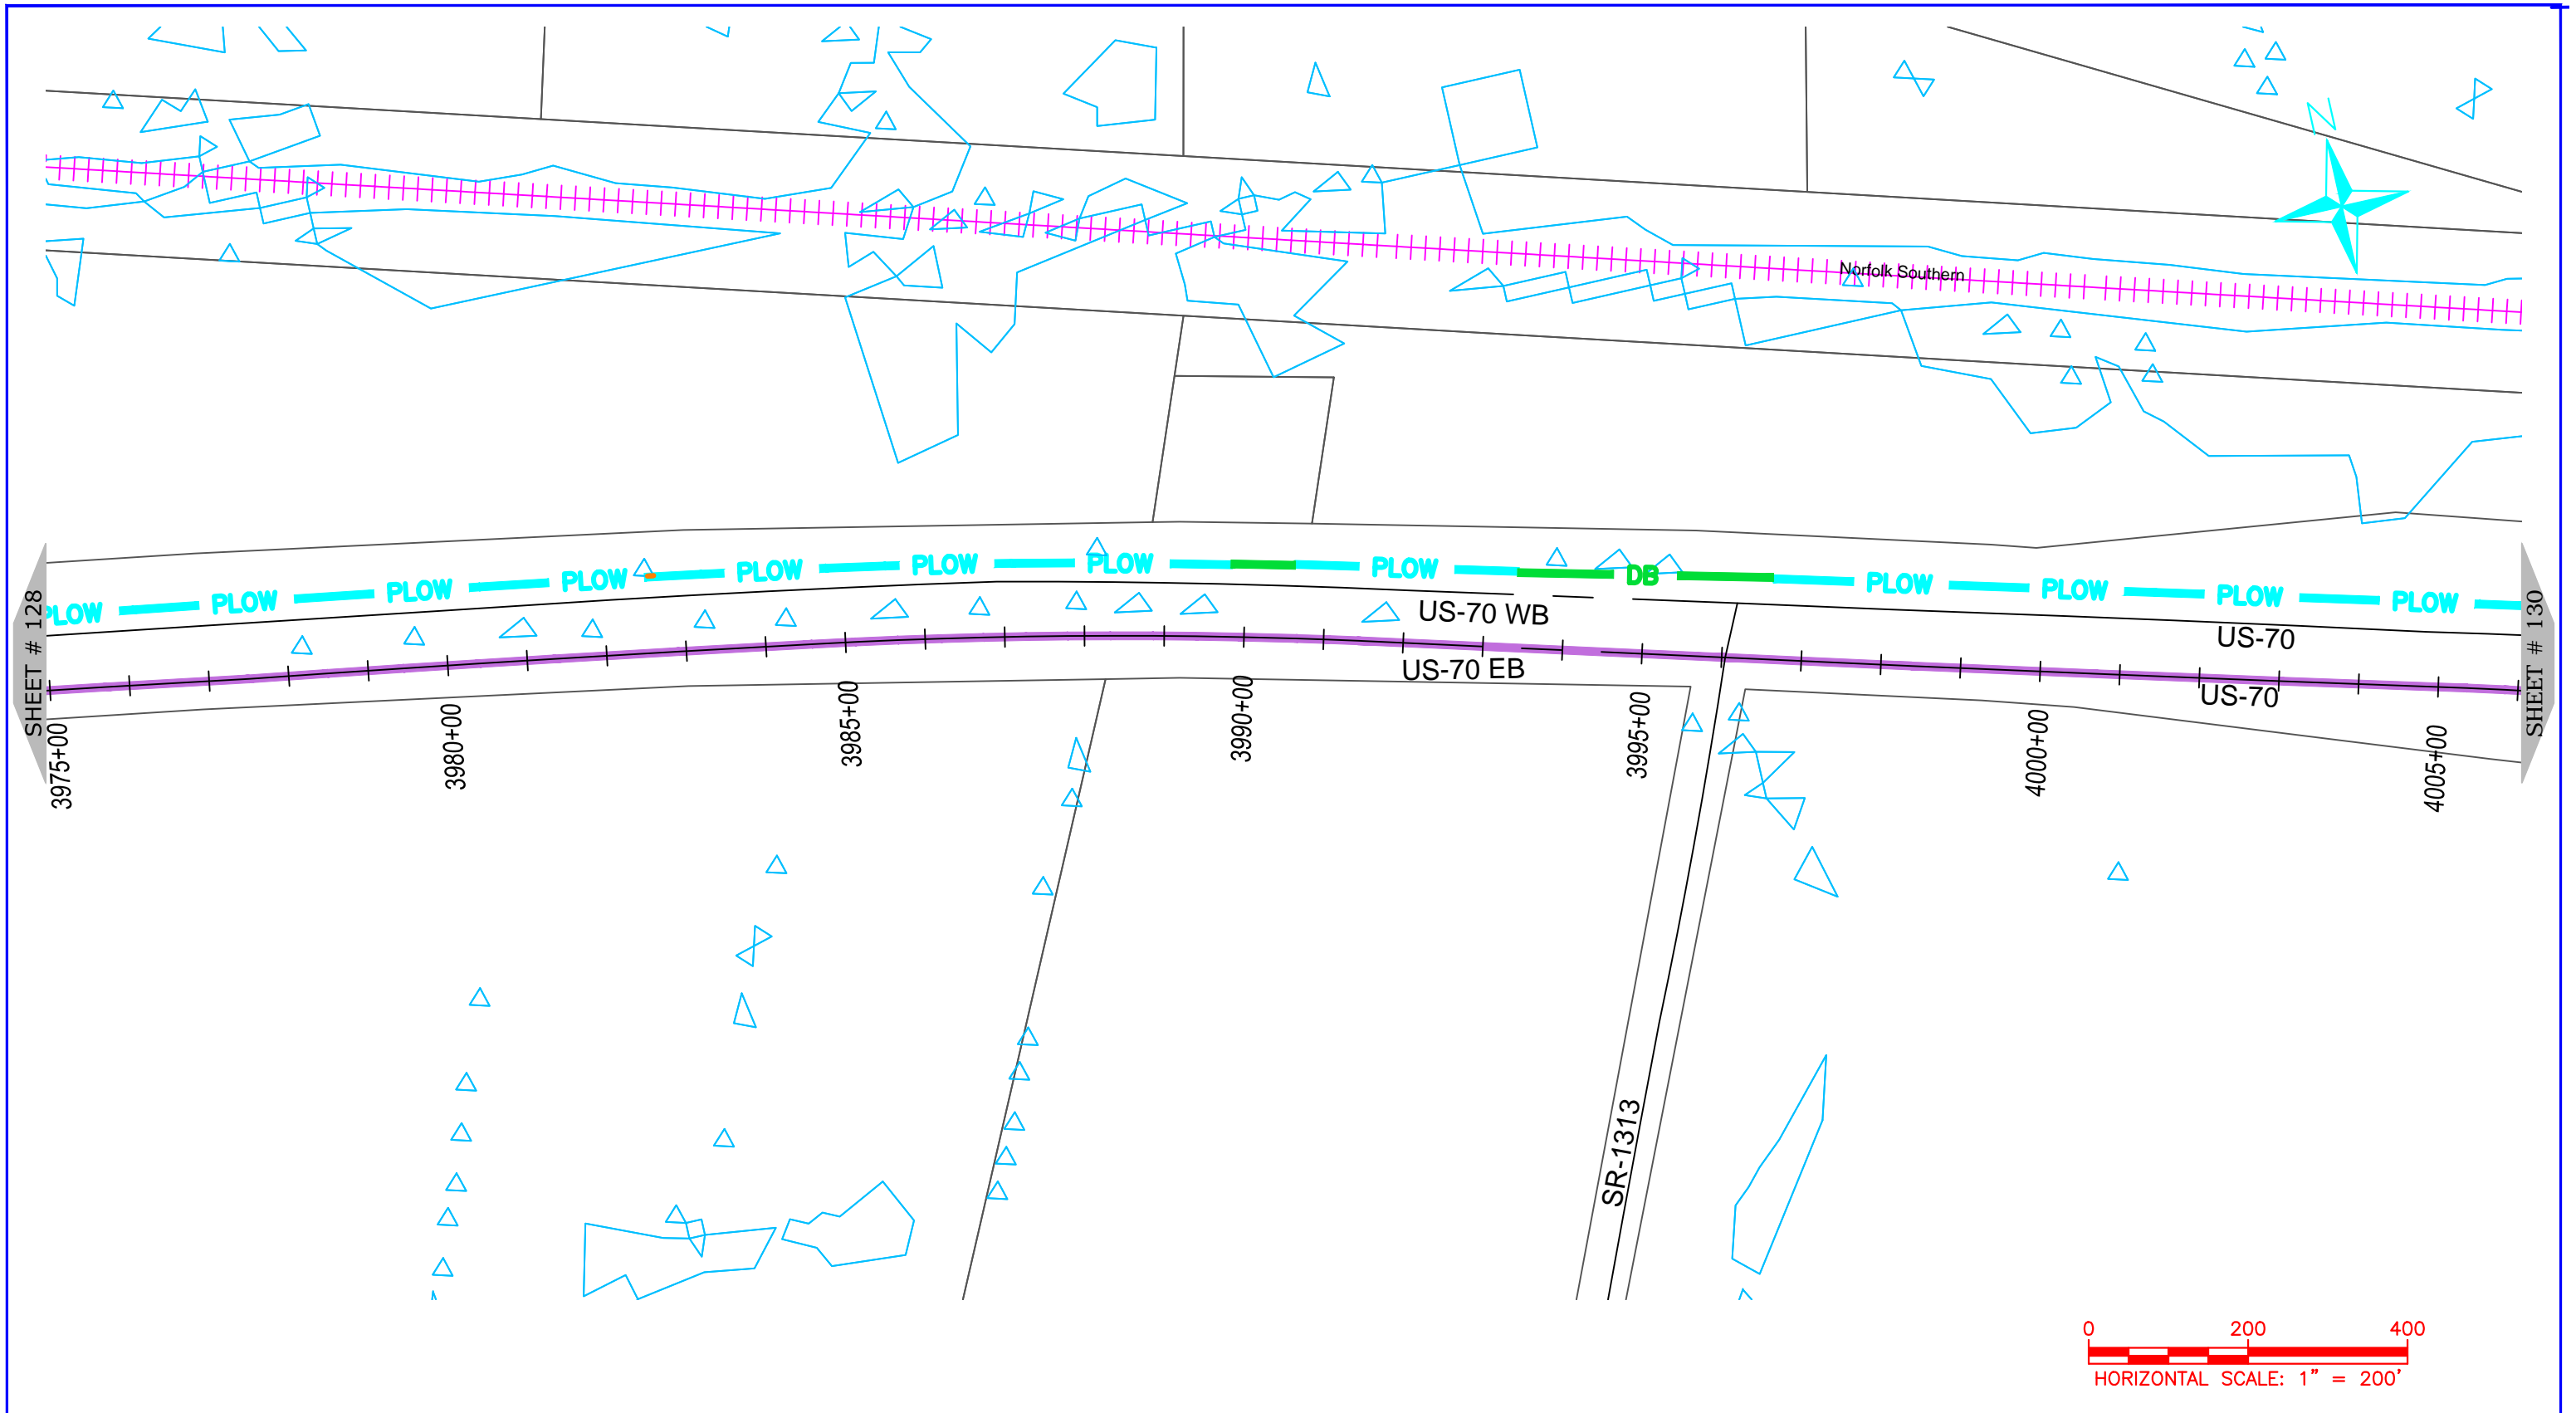 N
Norfolk Southern
PLOW PLOW PLOW PLOW PLOW PLOW PLOW PLOW DB PLOW PLOW PLOW PLOW
US-70 WB
US-70
US-70 EB
US-70
SHEET # 128
SHEET # 130
3975+00
3980+00
3985+00
3990+00
3995+00
4000+00
4005+00
SR-1313
0 200 400
HORIZONTAL SCALE: 1" = 200'